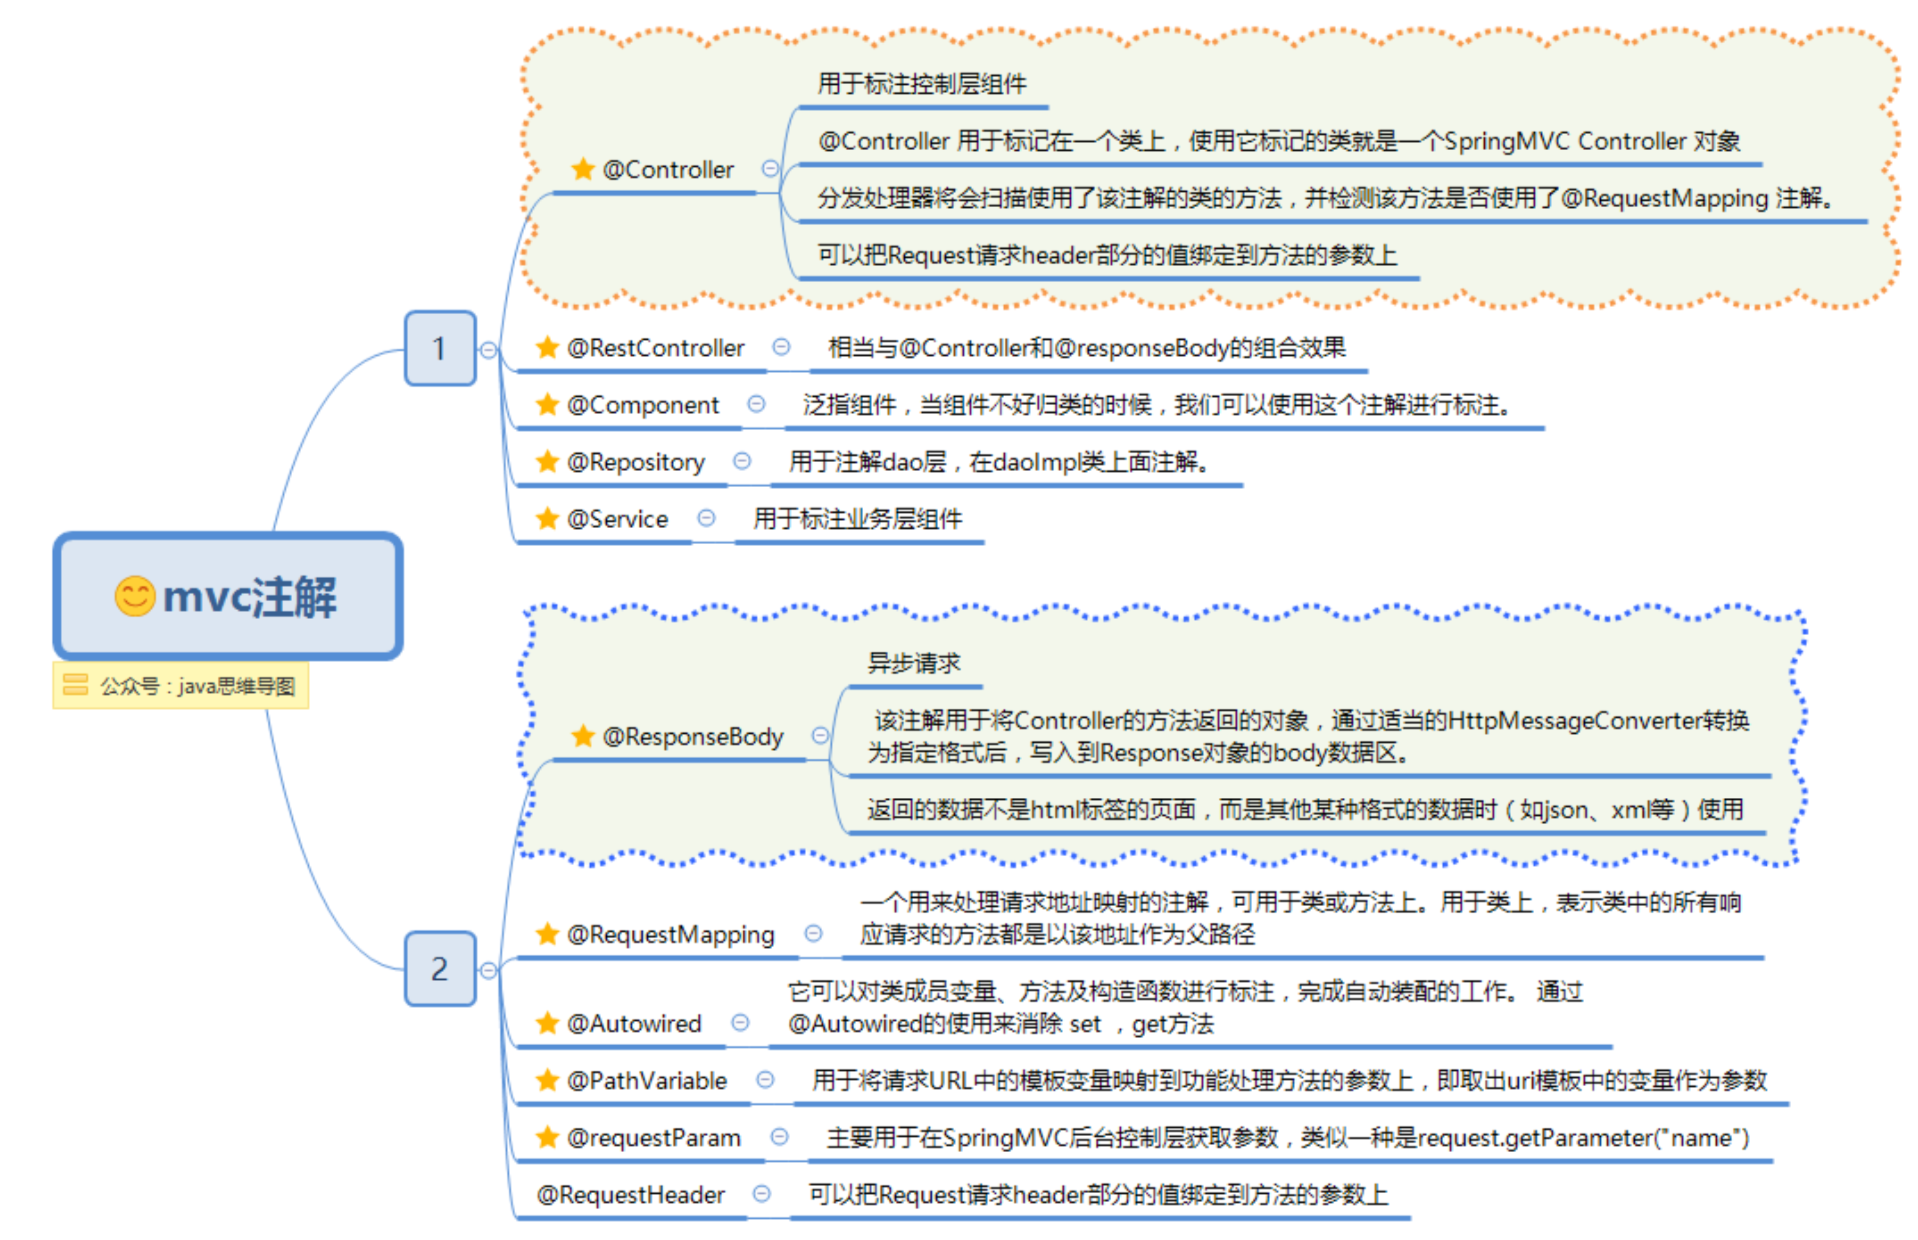 用于标注控制层组件
@Controller 用于标记在一个类上，使用它标记的类就是一个SpringMVC Controller 对象
@Controller
分发处理器将会扫描使用了该注解的类的方法，并检测该方法是否使用了@RequestMapping 注解。
可以把Request请求header部分的值绑定到方法的参数上
1
@RestController 相当与@Controller和@responseBody的组合效果
@Component 泛指组件，当组件不好归类的时候，我们可以使用这个注解进行标注。
@Repository 用于注解dao层，在daoImpl类上面注解。
@Service 用于标注业务层组件
😊mvc注解
公众号：java思维导图
异步请求
该注解用于将Controller的方法返回的对象，通过适当的HttpMessageConverter转换
为指定格式后，写入到Response对象的body数据区。
@ResponseBody
返回的数据不是html标签的页面，而是其他某种格式的数据时（如json、xml等）使用
一个用来处理请求地址映射的注解，可用于类或方法上。用于类上，表示类中的所有响
@RequestMapping 应请求的方法都是以该地址作为父路径
2
它可以对类成员变量、方法及构造函数进行标注，完成自动装配的工作。 通过
@Autowired @Autowired的使用来消除 set ，get方法
@PathVariable 用于将请求URL中的模板变量映射到功能处理方法的参数上，即取出uri模板中的变量作为参数
@requestParam 主要用于在SpringMVC后台控制层获取参数，类似一种是request.getParameter("name")
@RequestHeader 可以把Request请求header部分的值绑定到方法的参数上